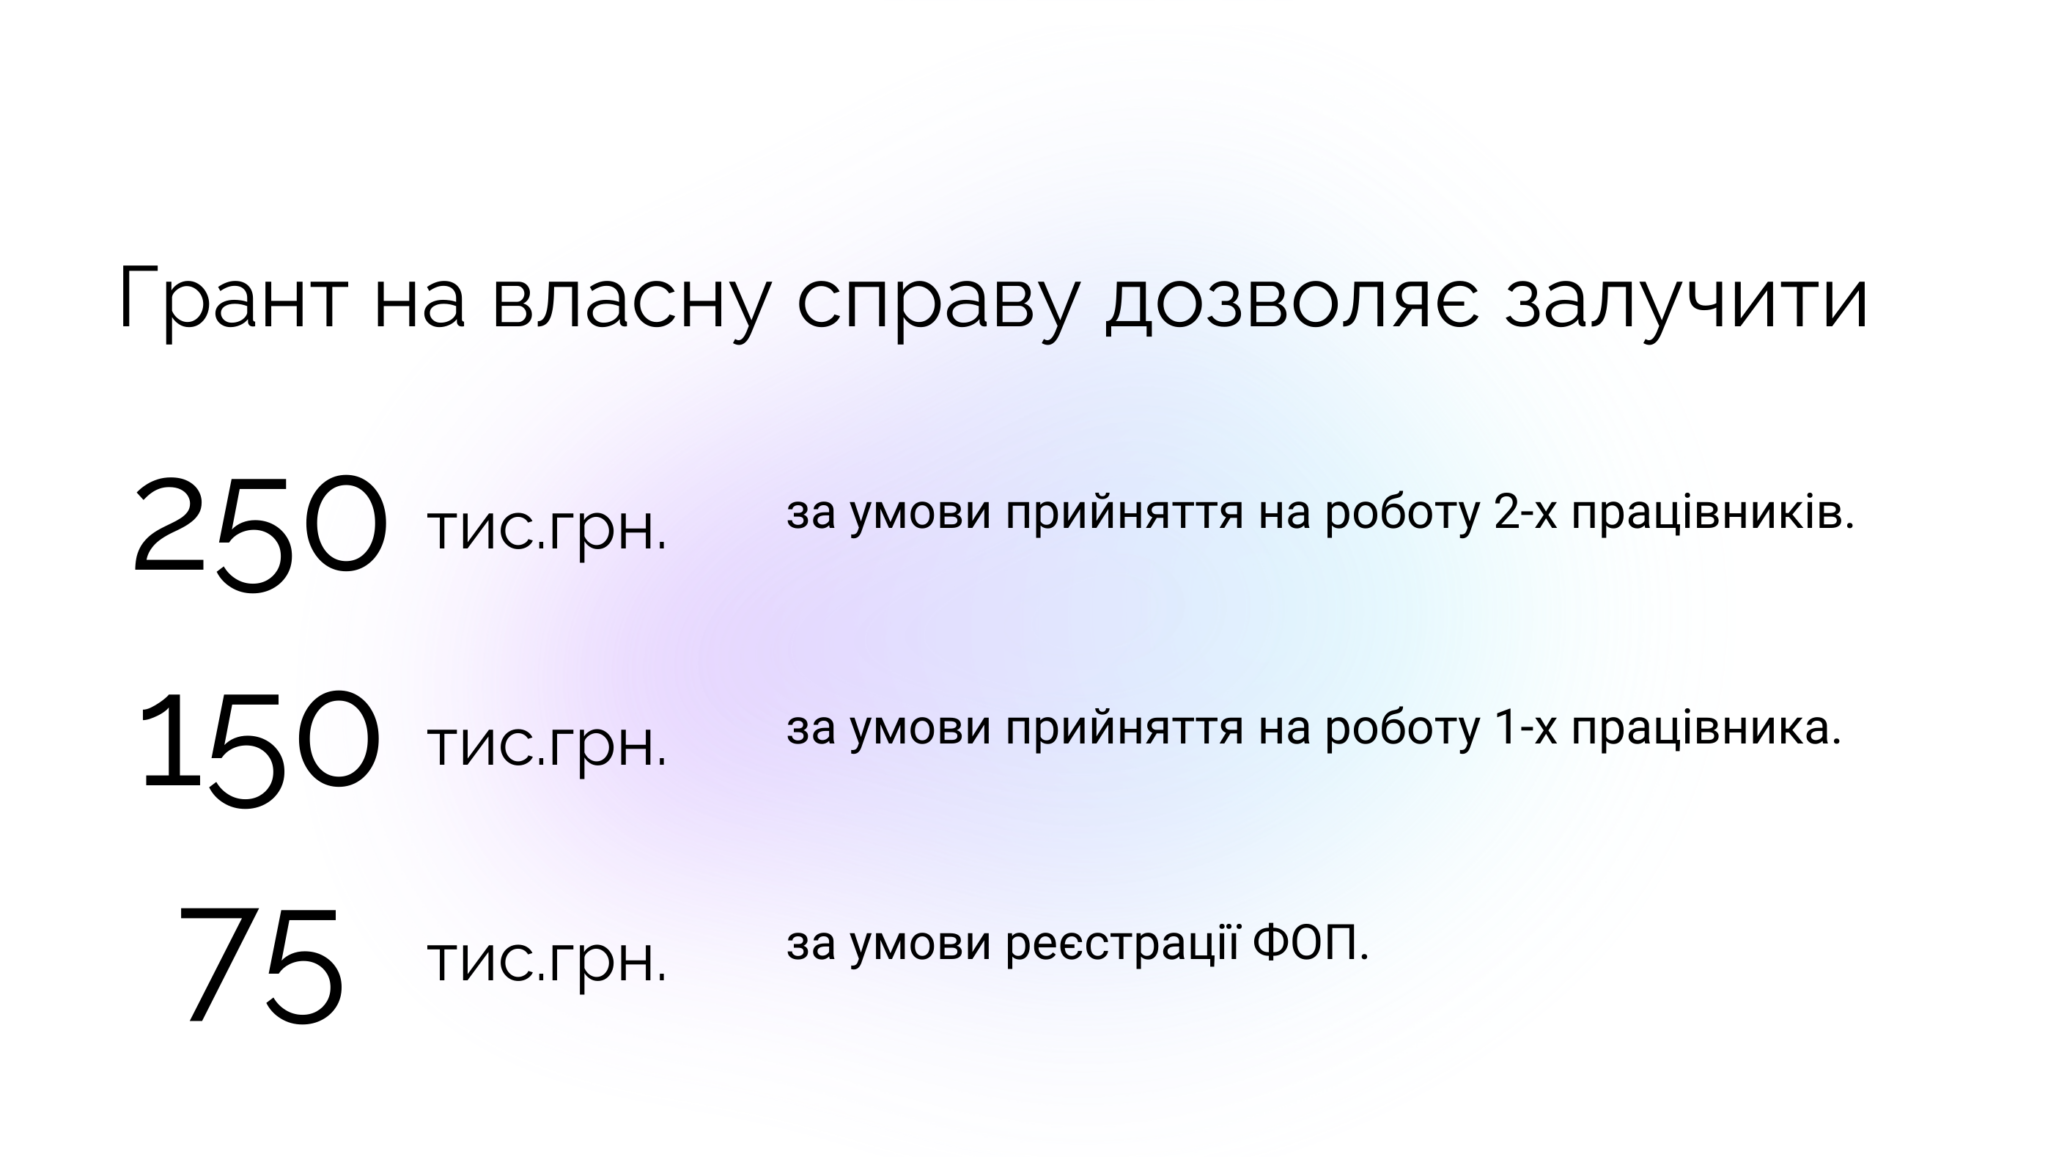 Грант на власну справу дозволяє залучити
250 тис.грн. за умови прийняття на роботу 2-х працівників.
150 тис.грн. за умови прийняття на роботу 1-х працівника.
75 тис.грн. за умови реєстрації ФОП.